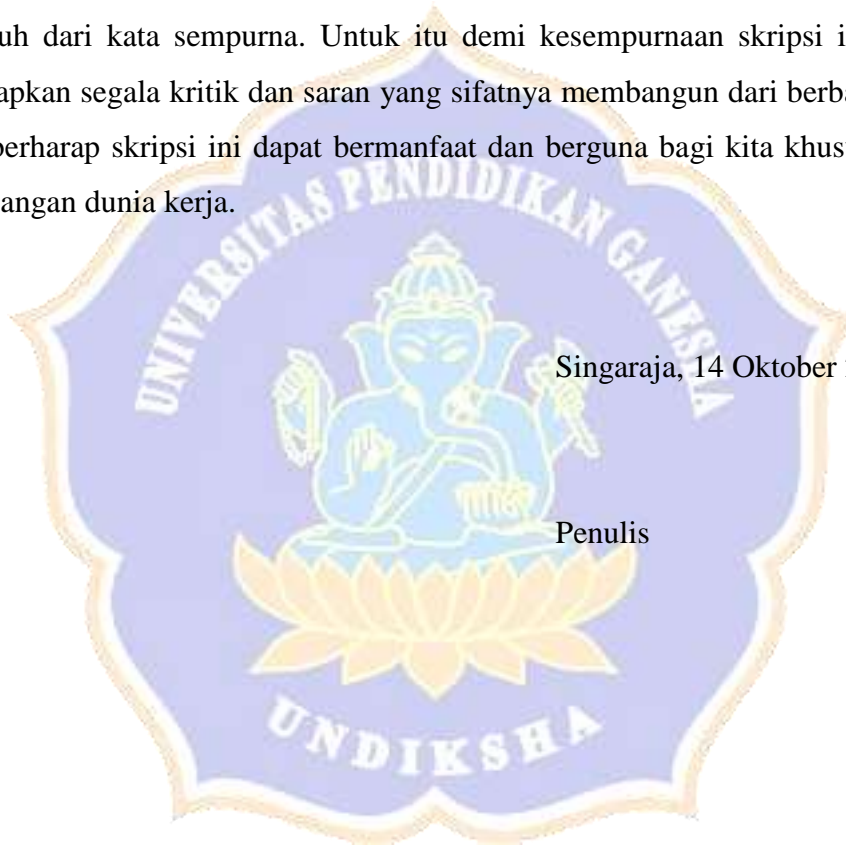 uh dari kata sempurna. Untuk itu demi kesempurnaan skripsi i
apkan segala kritik dan saran yang sifatnya membangun dari berba
berharap skripsi ini dapat bermanfaat dan berguna bagi kita khus
angan dunia kerja.
UNIVERSITAS PENDIDIKAN GANESHA
Singaraja, 14 Oktober
Penulis
UNDIKSHA